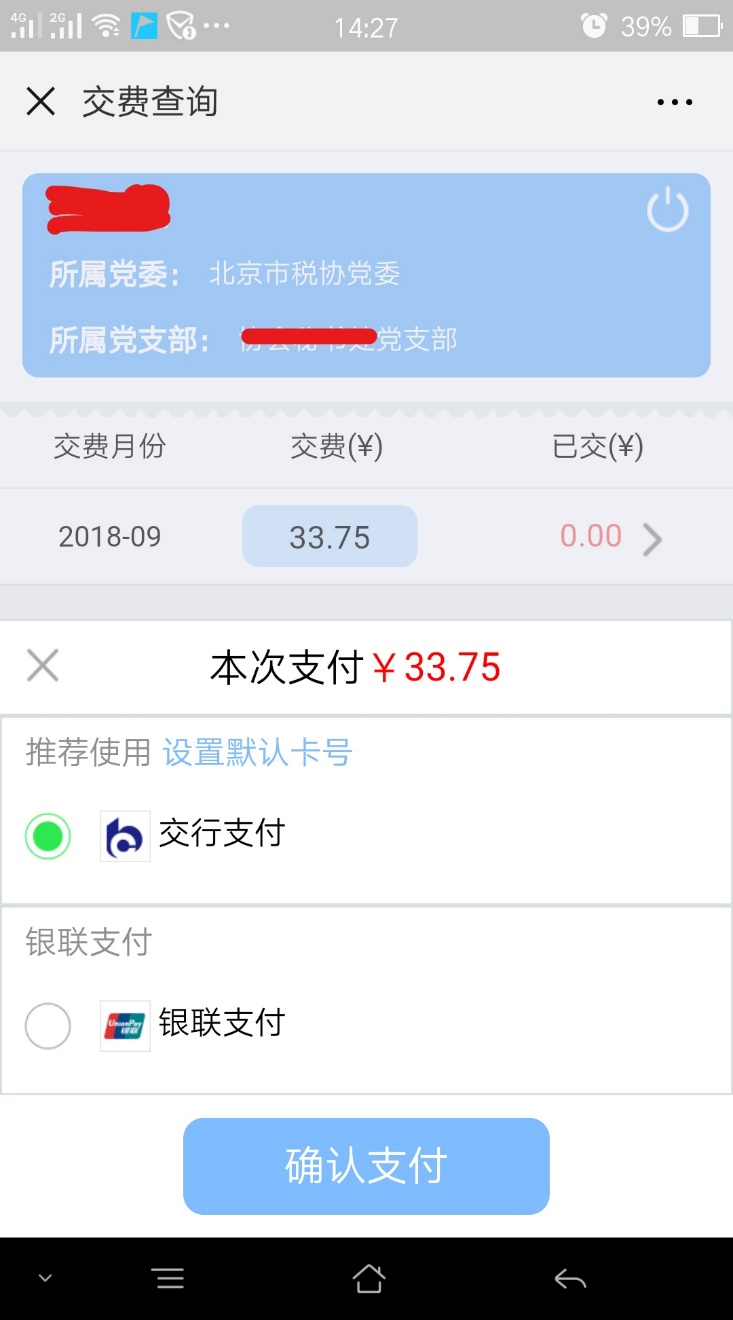 4G 2G 14:27 39%
交费查询
所属党委： 北京市税协党委
所属党支部： 党支部
交费月份 交费(¥) 已交(¥)
2018-09 33.75 0.00
本次支付￥33.75
推荐使用 设置默认卡号
交行支付
银联支付
UnionPay
银联
银联支付
确认支付